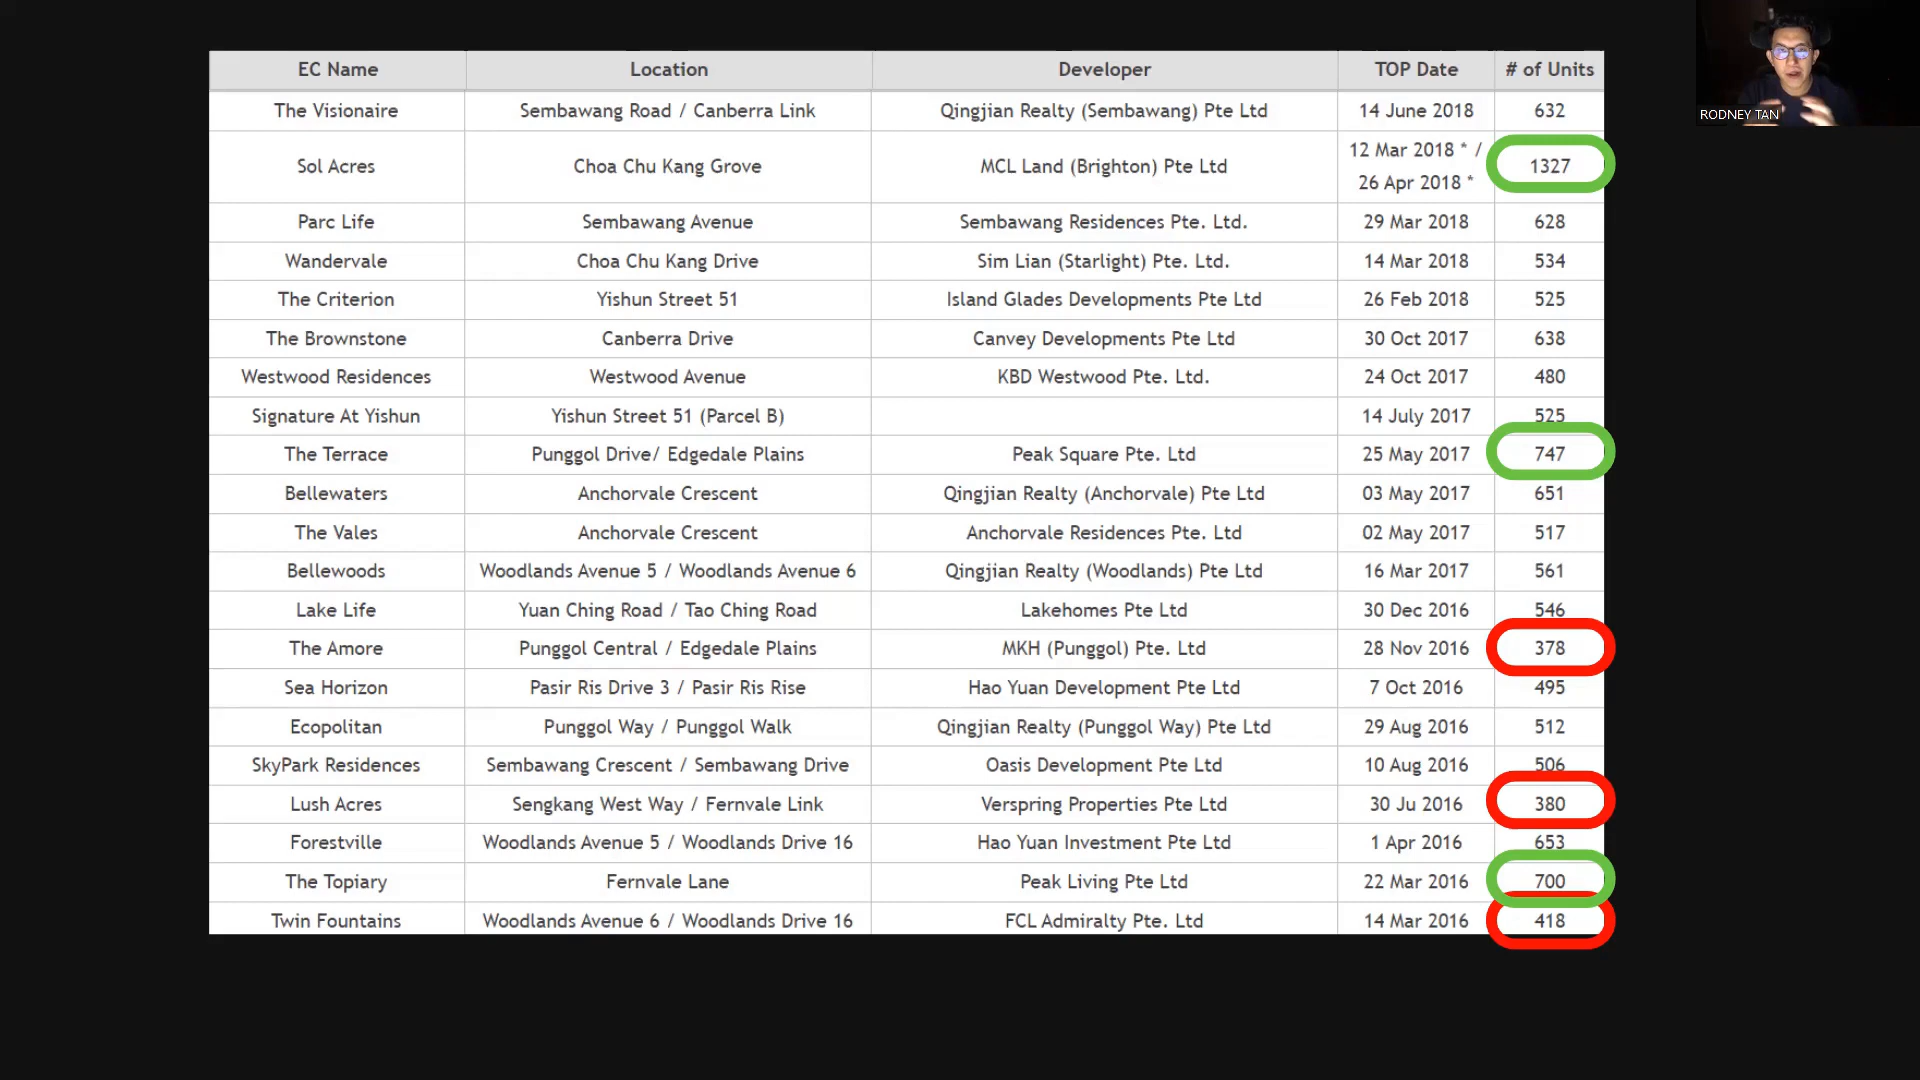 EC Name Location Developer TOP Date # of Units
The Visionaire Sembawang Road / Canberra Link Qingjian Realty (Sembawang) Pte Ltd 14 June 2018 632
Sol Acres Choa Chu Kang Grove MCL Land (Brighton) Pte Ltd 12 Mar 2018 * / 26 Apr 2018 * 1327
Parc Life Sembawang Avenue Sembawang Residences Pte. Ltd. 29 Mar 2018 628
Wandervale Choa Chu Kang Drive Sim Lian (Starlight) Pte. Ltd. 14 Mar 2018 534
The Criterion Yishun Street 51 Island Glades Developments Pte Ltd 26 Feb 2018 525
The Brownstone Canberra Drive Canvey Developments Pte Ltd 30 Oct 2017 638
Westwood Residences Westwood Avenue KBD Westwood Pte. Ltd. 24 Oct 2017 480
Signature At Yishun Yishun Street 51 (Parcel B) 14 July 2017 525
The Terrace Punggol Drive/ Edgedale Plains Peak Square Pte. Ltd 25 May 2017 747
Bellewaters Anchorvale Crescent Qingjian Realty (Anchorvale) Pte Ltd 03 May 2017 651
The Vales Anchorvale Crescent Anchorvale Residences Pte. Ltd 02 May 2017 517
Bellewoods Woodlands Avenue 5 / Woodlands Avenue 6 Qingjian Realty (Woodlands) Pte Ltd 16 Mar 2017 561
Lake Life Yuan Ching Road / Tao Ching Road Lakehomes Pte Ltd 30 Dec 2016 546
The Amore Punggol Central / Edgedale Plains MKH (Punggol) Pte. Ltd 28 Nov 2016 378
Sea Horizon Pasir Ris Drive 3 / Pasir Ris Rise Hao Yuan Development Pte Ltd 7 Oct 2016 495
Ecopolitan Punggol Way / Punggol Walk Qingjian Realty (Punggol Way) Pte Ltd 29 Aug 2016 512
SkyPark Residences Sembawang Crescent / Sembawang Drive Oasis Development Pte Ltd 10 Aug 2016 506
Lush Acres Sengkang West Way / Fernvale Link Verspring Properties Pte Ltd 30 Ju 2016 380
Forestville Woodlands Avenue 5 / Woodlands Drive 16 Hao Yuan Investment Pte Ltd 1 Apr 2016 653
The Topiary Fernvale Lane Peak Living Pte Ltd 22 Mar 2016 700
Twin Fountains Woodlands Avenue 6 / Woodlands Drive 16 FCL Admiralty Pte. Ltd 14 Mar 2016 418
RODNEY TAN